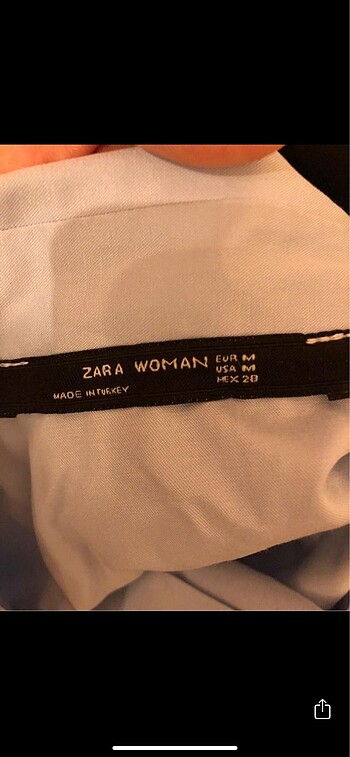 ZARA WOMAN
MADE IN TURKEY
EUR M
USA M
MEX 28